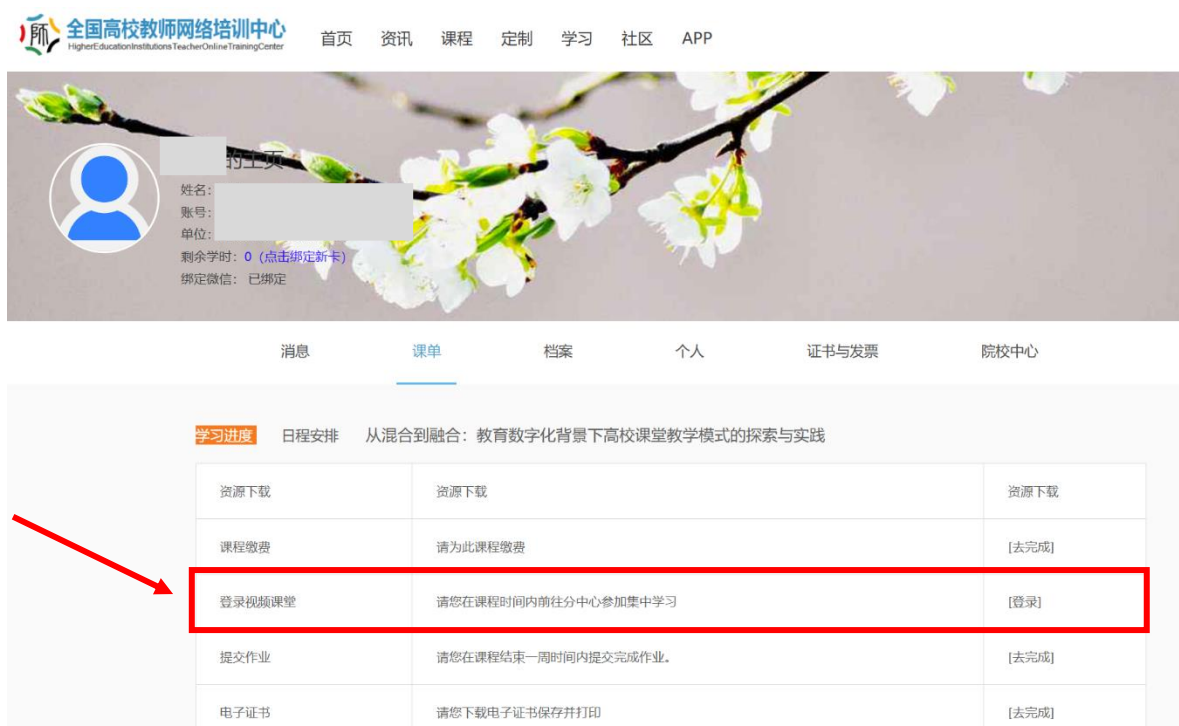 师
全国高校教师网络培训中心
HigherEducationInstitutionsTeacherOnlineTrainingCenter
首页 资讯 课程 定制 学习 社区 APP
的主页
姓名：
账号：
单位：
剩余学时：0（点击绑定新卡）
绑定微信： 已绑定
消息 课单 档案 个人 证书与发票 院校中心
学习进度 日程安排 从混合到融合：教育数字化背景下高校课堂教学模式的探索与实践
资源下载 资源下载 资源下载
课程缴费 请为此课程缴费 [去完成]
登录视频课堂 请您在课程时间内前往分中心参加集中学习 [登录]
提交作业 请您在课程结束一周时间内提交完成作业。 [去完成]
电子证书 请您下载电子证书保存并打印 [去完成]